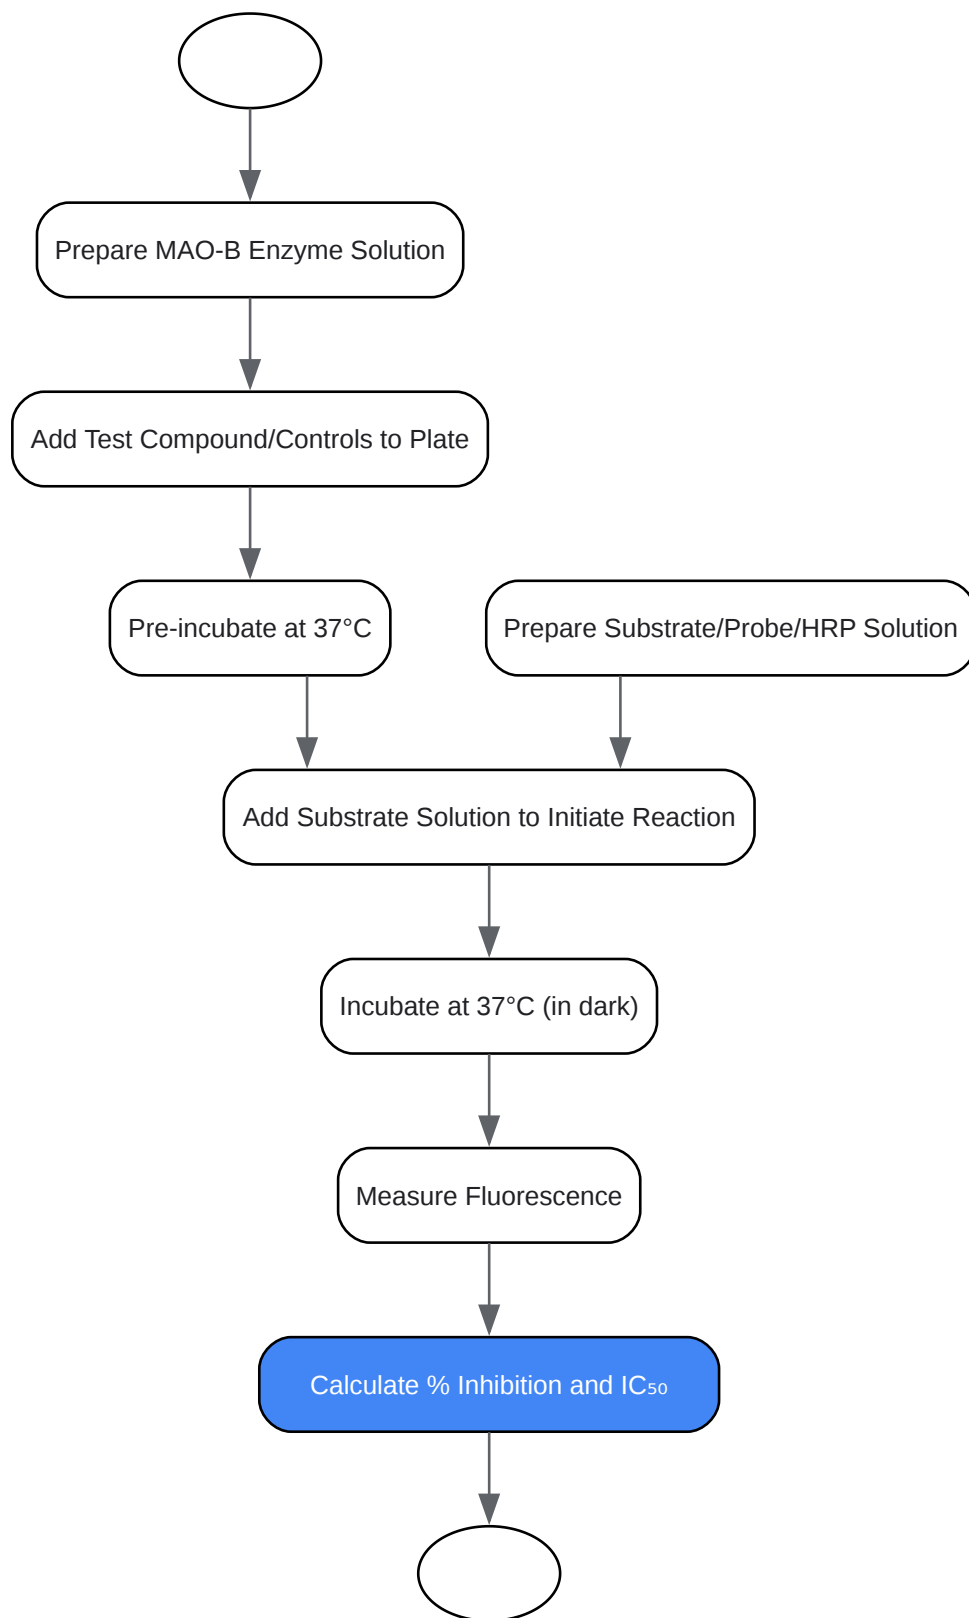 Prepare MAO-B Enzyme Solution
Add Test Compound/Controls to Plate
Pre-incubate at 37°C
Prepare Substrate/Probe/HRP Solution
Add Substrate Solution to Initiate Reaction
Incubate at 37°C (in dark)
Measure Fluorescence
Calculate % Inhibition and IC₅₀